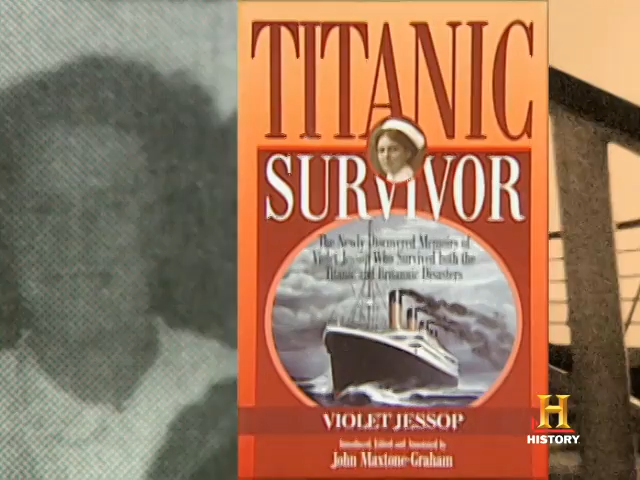 TITANIC
SURVIVOR
The Newly Discovered Memoirs of
Violet Jessop Who Survived both the
Titanic and Britannic Disasters
VIOLET JESSOP
Introduced, Edited and Annotated by
John Maxtone-Graham
H
HISTORY